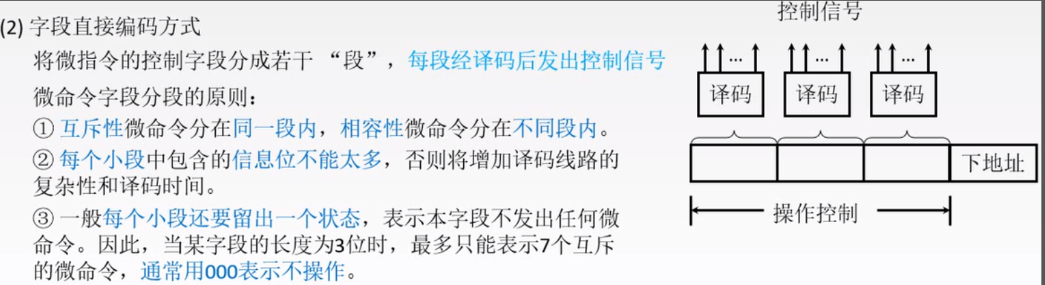 (2) 字段直接编码方式
将微指令的控制字段分成若干 “段”，每段经译码后发出控制信号
微命令字段分段的原则：
① 互斥性微命令分在同一段内，相容性微命令分在不同段内。
② 每个小段中包含的信息位不能太多，否则将增加译码线路的
复杂性和译码时间。
③ 一般每个小段还要留出一个状态，表示本字段不发出任何微
命令。因此，当某字段的长度为3位时，最多只能表示7个互斥
的微命令，通常用000表示不操作。
控制信号
... ... ...
译码 译码 译码
下地址
操作控制